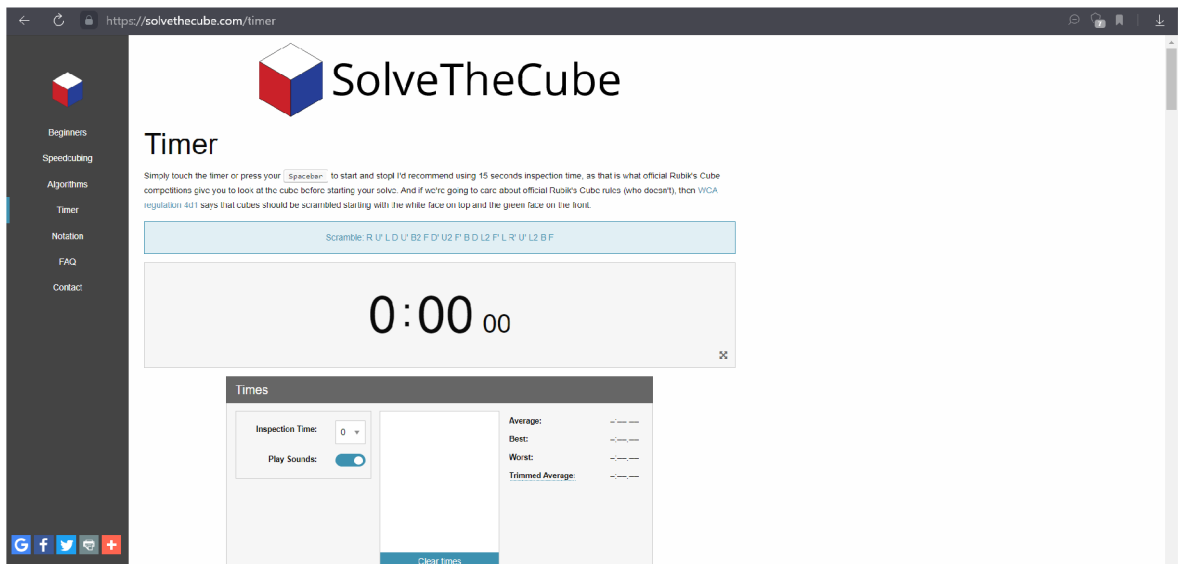 https://solvethecube.com/timer
SolveTheCube
Beginners
Speedcubing
Algorithms
Timer
Notation
FAQ
Contact
Timer
Simply touch the timer or press your Spacebar to start and stop! I'd recommend using 15 seconds inspection time, as that is what official Rubik's Cube
competitions give you to look at the cube before starting your solve. And if we're going to care about official Rubik's Cube rules (who doesn't), then WCA
regulation 4d1 says that cubes should be scrambled starting with the white face on top and the green face on the front.
Scramble: R U' L D U' B2 F D' U2 F' B D L2 F' L R' U' L2 B F
0:00 00
Times
Inspection Time: 0
Play Sounds:
Average: -:--.--
Best: -:--.--
Worst: -:--.--
Trimmed Average: -:--.--
Clear times